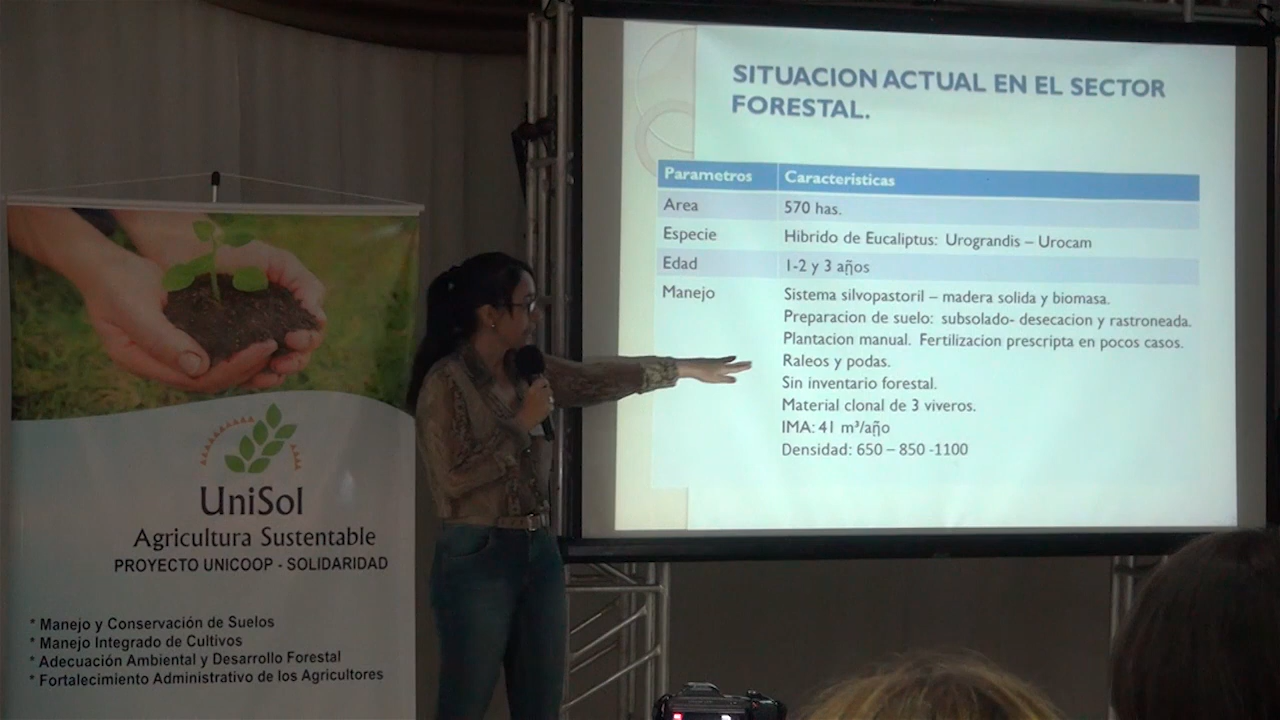 SITUACION ACTUAL EN EL SECTOR
FORESTAL.
Parametros Caracteristicas
Area 570 has.
Especie Hibrido de Eucaliptus: Urograndis – Urocam
Edad 1-2 y 3 años
Manejo Sistema silvopastoril – madera solida y biomasa.
Preparacion de suelo: subsolado- desecacion y rastroneada.
Plantacion manual. Fertilizacion prescripta en pocos casos.
Raleos y podas.
Sin inventario forestal.
Material clonal de 3 viveros.
IMA: 41 m³/año
Densidad: 650 – 850 -1100
UniSol
Agricultura Sustentable
PROYECTO UNICOOP - SOLIDARIDAD
* Manejo y Conservación de Suelos
* Manejo Integrado de Cultivos
* Adecuación Ambiental y Desarrollo Forestal
* Fortalecimiento Administrativo de los Agricultores